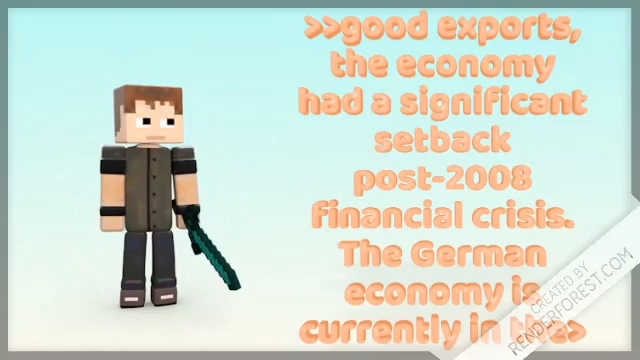 >>good exports,
the economy
had a significant
setback
post-2008
financial crisis.
The German
economy is
currently in the>
CREATED BY
RENDERFOREST.COM